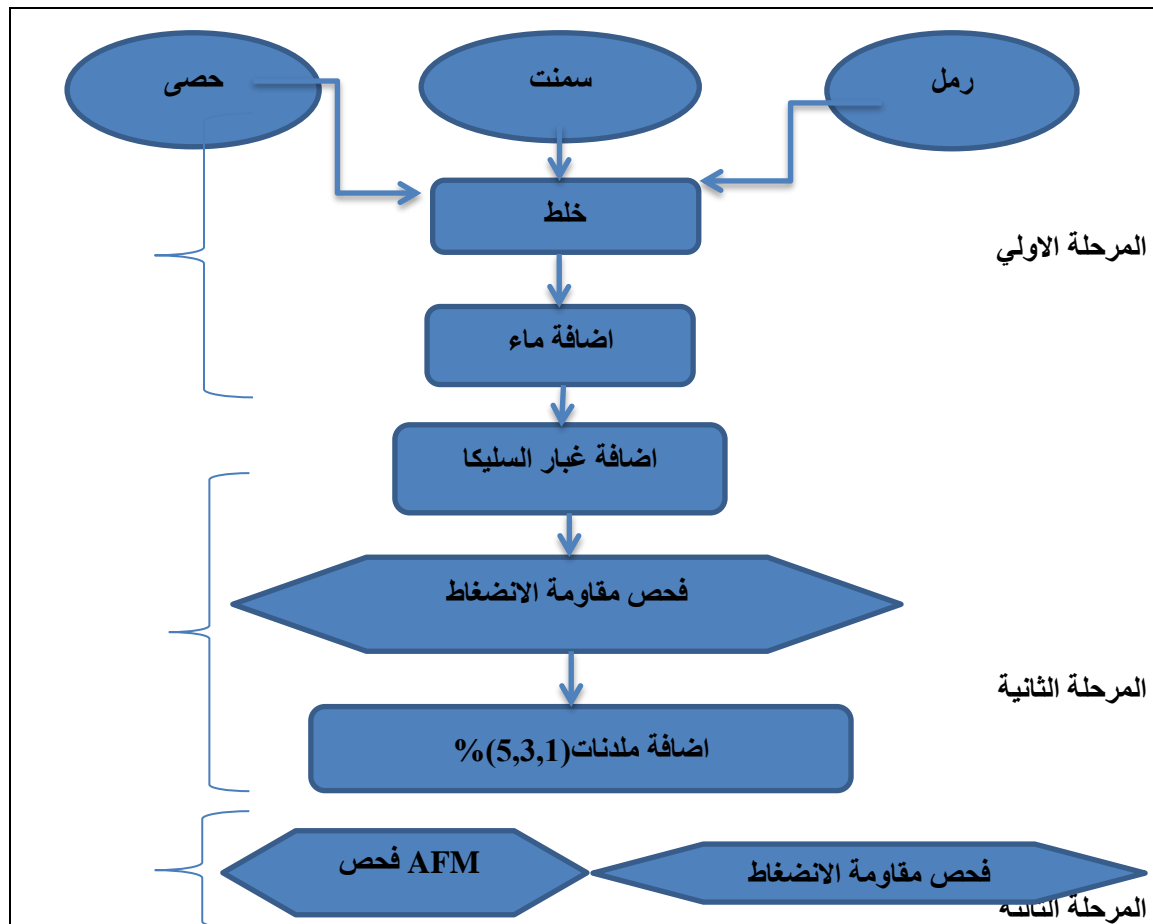 رمل
سمنت
حصى
خلط
المرحلة الاولي
اضافة ماء
اضافة غبار السليكا
فحص مقاومة الانضغاط
المرحلة الثانية
اضافة ملدنات(5,3,1)%
فحص مقاومة الانضغاط
فحص AFM
المرحلة